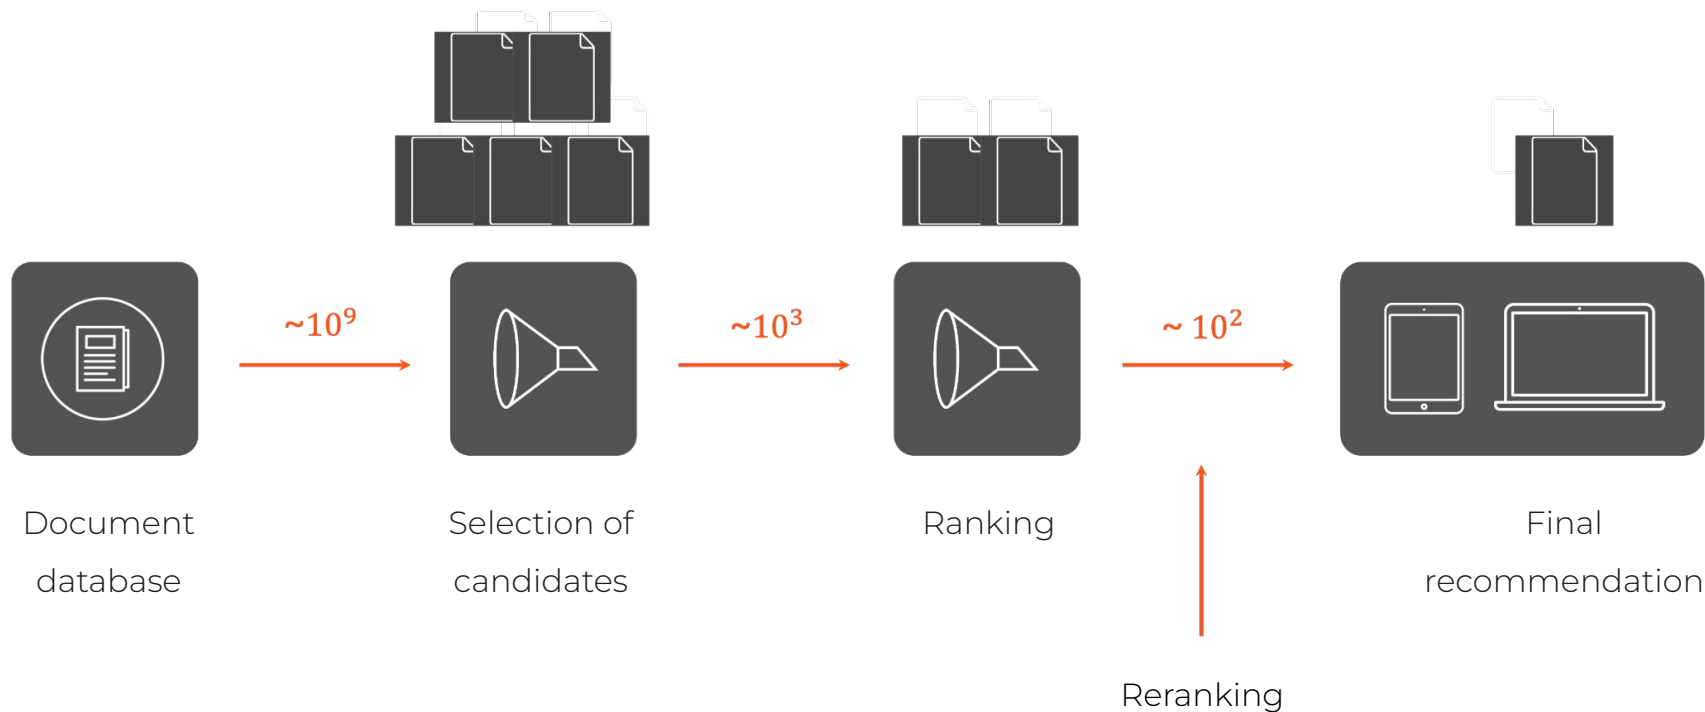 ~10⁹
~10³
~ 10²
Document
database
Selection of
candidates
Ranking
Final
recommendation
Reranking